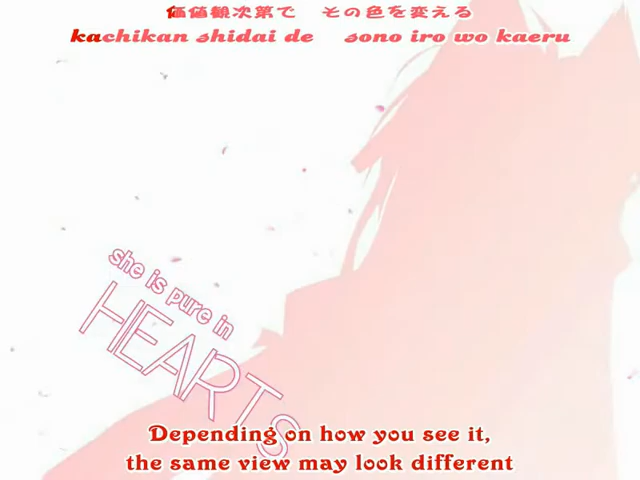 価値観次第で その色を変える
kachikan shidai de sono iro wo kaeru
she is pure in
HEARTS
Depending on how you see it,
the same view may look different